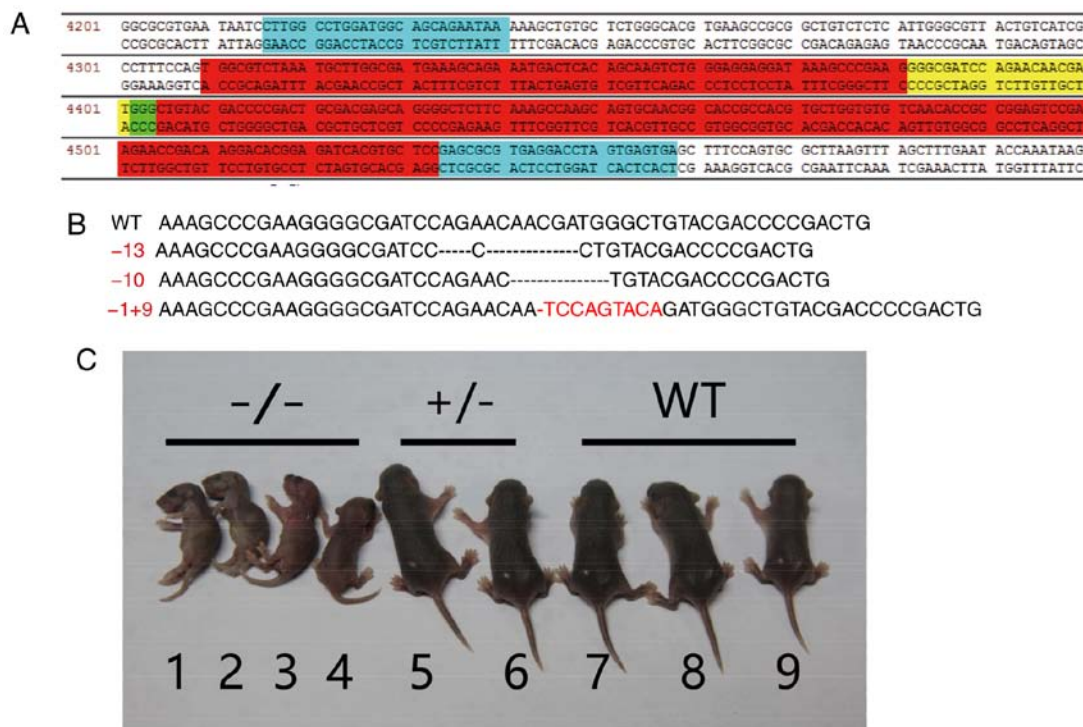 A
4201 GGCGCGTGAA TAATCCTTGG CCTGGATGGC AGCAGAATAA AAAGCTGTGC TCTGGGCACG TGAAGCCGCG GCTGTCTCTC ATTGGGCGTT ACTGTCATCG
CCGCGCACTT ATTAGGAACC GGACCTACCG TCGTCTTATT TTTCGACACG AGACCCGTGC ACTTCGGCGC CGACAGAGAG TAACCCGCAA TGACAGTAGC
4301 CCTTTCCAGT GGCGTCTAAA TGCTTGGCGA TGAAAGCAGA AATGACTCAC AGCAAGTCTG GGAGGAGGAT AAAGCCCGAA GGGGCGATCC AGAACAACGA
GGAAAGGTCA CCGCAGATTT ACGAACCGCT ACTTTCGTCT TTACTGAGTG TCGTTCAGAC CCTCCTCCTA TTTCGGGCTT CCCCGCTAGG TCTTGTTGCT
4401 TGGGCTGTAC GACCCCGACT GCGACGAGCA GGGGCTCTTC AAAGCCAAGC AGTGCAACGG CACCGCCACG TGCTGGTGTG TCAACACCGC CGGAGTCCGA
ACCCGACATG CTGGGGCTGA CGCTGCTCGT CCCCGAGAAG TTTCGGTTCG TCACGTTGCC GTGGCGGTGC ACGACCACAC AGTTGTGGCG GCCTCAGGCT
4501 AGAACCGACA AGGACACGGA GATCACGTGC TCCGAGCGCG TGAGGACCTA GTGAGTGAGC TTTCCAGTGC GCTTAAGTTT AGCTTTGAAT ACCAAATAAG
TCTTGGCTGT TCCTGTGCCT CTAGTGCACG AGGCTCGCGC ACTCCTGGAT CACTCACTCG AAAGGTCACG CGAATTCAAA TCGAAACTTA TGGTTTATTC
B
WT AAAGCCCGAAGGGGCGATCCAGAACAACGATGGGCTGTACGACCCCGACTG
-13 AAAGCCCGAAGGGGCGATCC-----C--------------CTGTACGACCCCGACTG
-10 AAAGCCCGAAGGGGCGATCCAGAAC---------------TGTACGACCCCGACTG
-1+9 AAAGCCCGAAGGGGCGATCCAGAACAA-TCCAGTACAGATGGGCTGTACGACCCCGACTG
C
-/- +/- WT
1 2 3 4 5 6 7 8 9